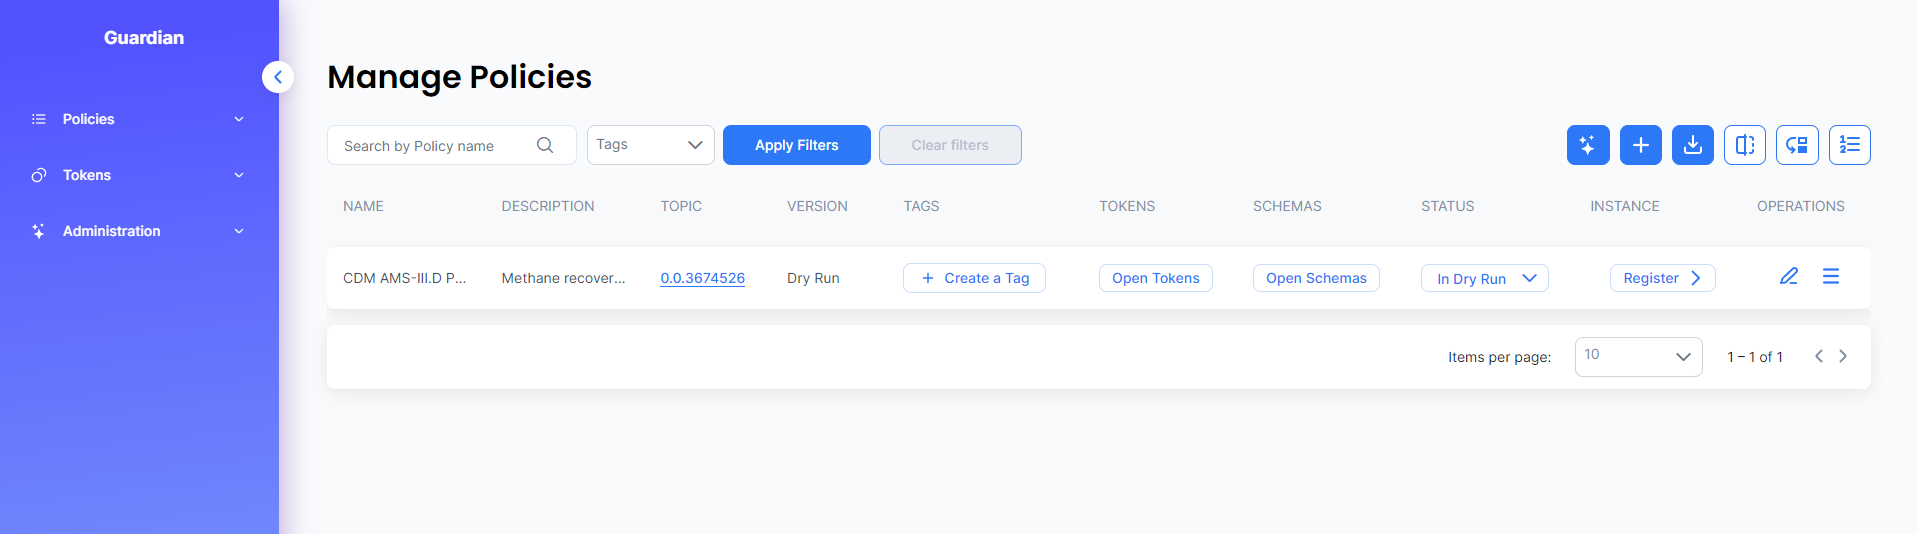 Guardian
Policies
Tokens
Administration
Manage Policies
Search by Policy name
Tags
Apply Filters
Clear filters
NAME DESCRIPTION TOPIC VERSION TAGS TOKENS SCHEMAS STATUS INSTANCE OPERATIONS
CDM AMS-III.D P... Methane recover... 0.0.3674526 Dry Run + Create a Tag Open Tokens Open Schemas In Dry Run Register
Items per page: 10 1 – 1 of 1